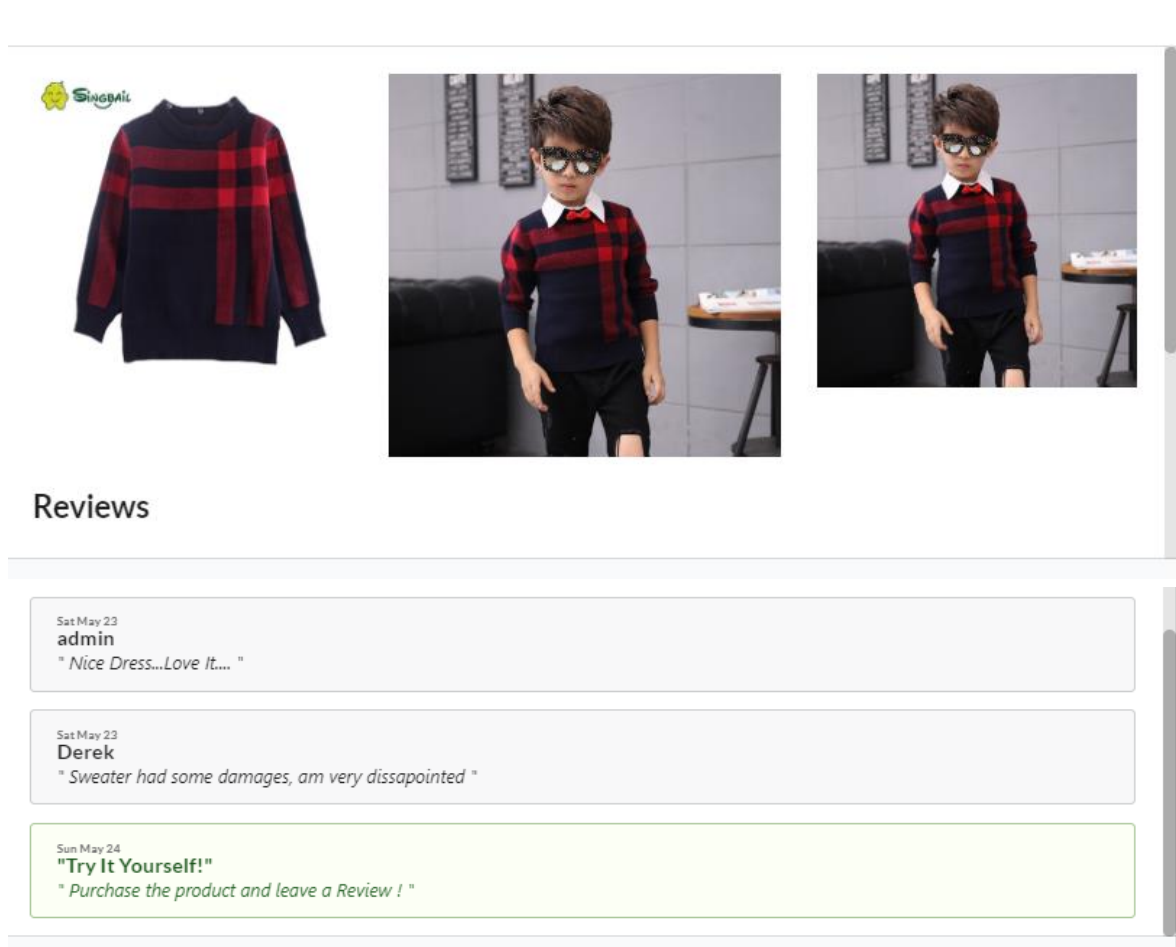 SINGBAIL
Reviews
Sat May 23
admin
" Nice Dress...Love It.... "
Sat May 23
Derek
" Sweater had some damages, am very dissapointed "
Sun May 24
"Try It Yourself!"
" Purchase the product and leave a Review ! "